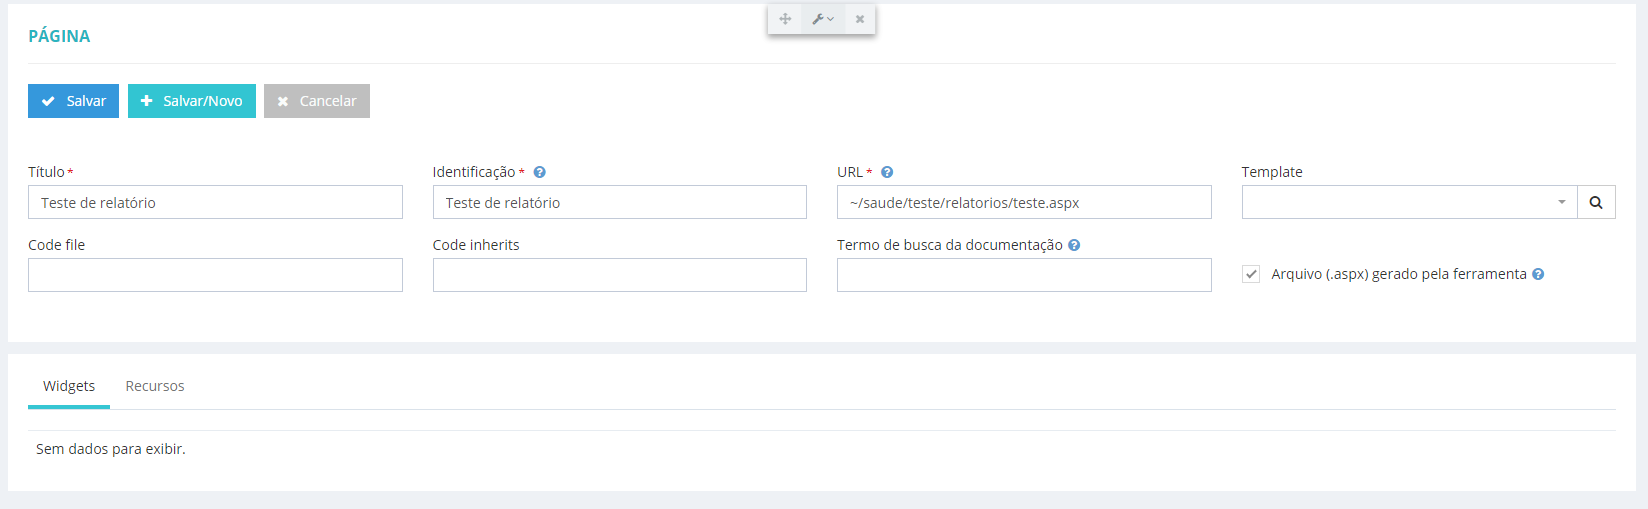 PÁGINA
Salvar Salvar/Novo Cancelar
Título * Identificação * URL * Template
Teste de relatório Teste de relatório ~/saude/teste/relatorios/teste.aspx
Code file Code inherits Termo de busca da documentação
Arquivo (.aspx) gerado pela ferramenta
Widgets Recursos
Sem dados para exibir.